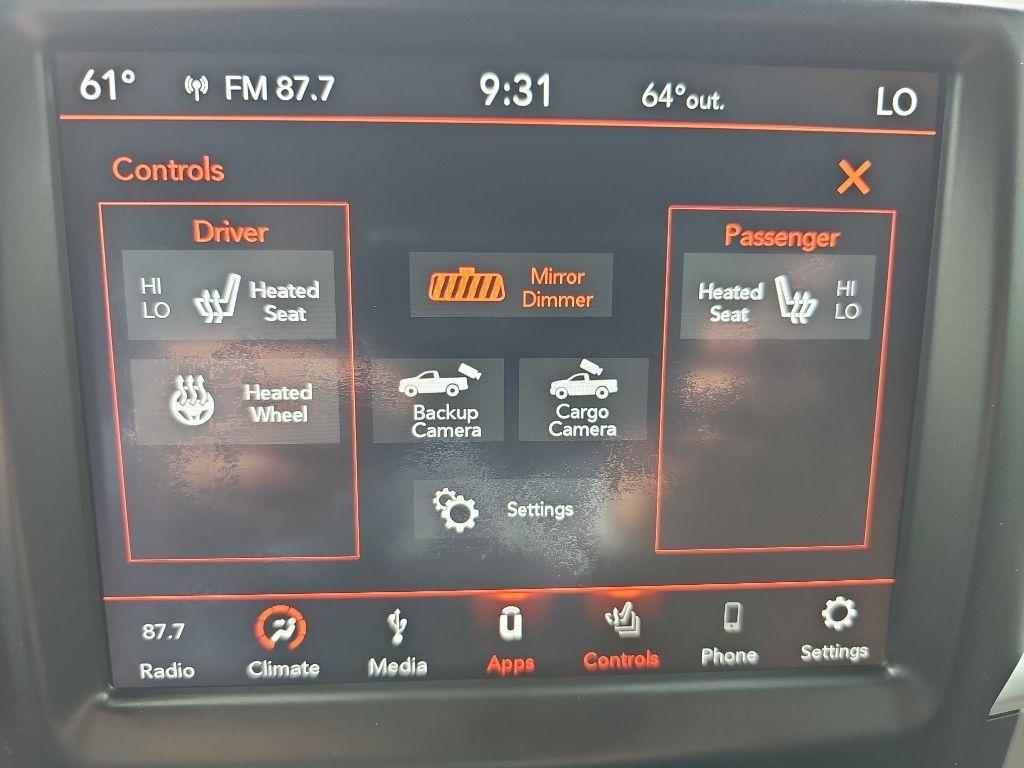 61° FM 87.7 9:31 64°out. LO
Controls
Driver
HI
LO
Heated
Seat
Heated
Wheel
Mirror
Dimmer
Backup
Camera
Cargo
Camera
Settings
Passenger
Heated
Seat
HI
LO
87.7
Radio Climate Media Apps Controls Phone Settings